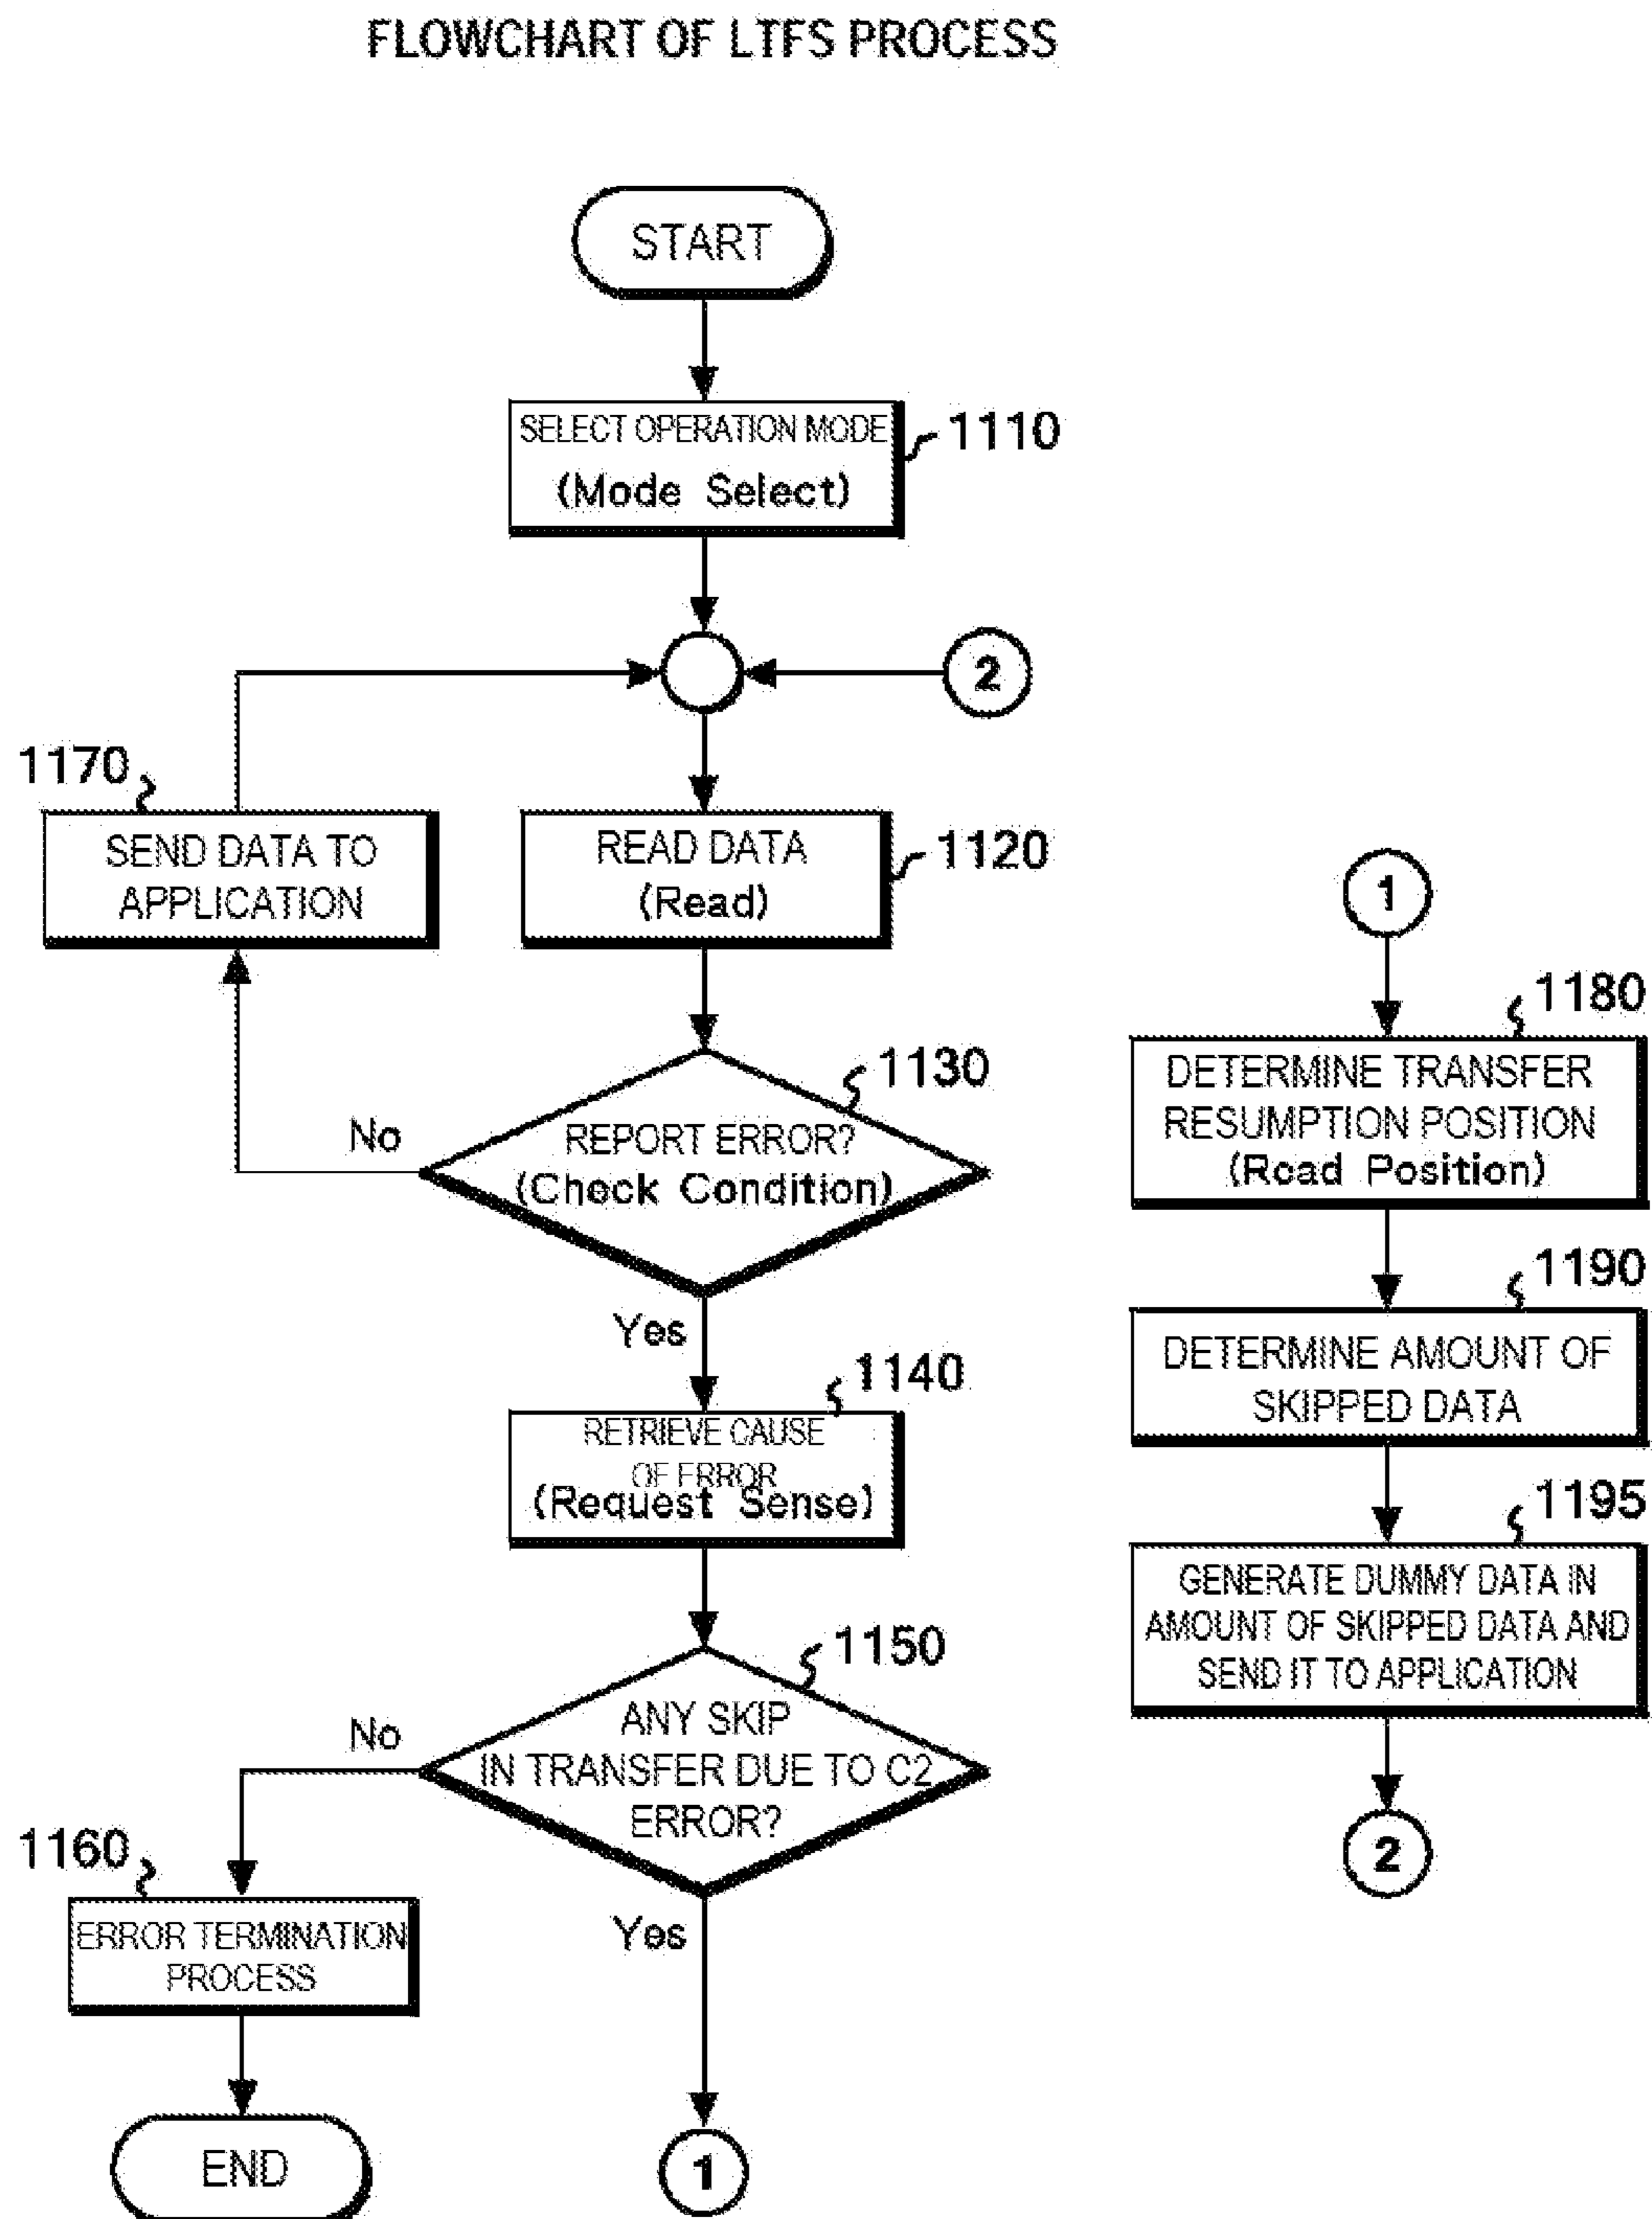 FLOWCHART OF LTFS PROCESS
START
SELECT OPERATION MODE
(Mode Select)
1110
2
1170
SEND DATA TO
APPLICATION
READ DATA
(Read)
1120
1130
No
REPORT ERROR?
(Check Condition)
Yes
1140
RETRIEVE CAUSE
OF ERROR
(Request Sense)
1150
No
ANY SKIP
IN TRANSFER DUE TO C2
ERROR?
1160
ERROR TERMINATION
PROCESS
Yes
END
1
1
1180
DETERMINE TRANSFER
RESUMPTION POSITION
(Read Position)
1190
DETERMINE AMOUNT OF
SKIPPED DATA
1195
GENERATE DUMMY DATA IN
AMOUNT OF SKIPPED DATA AND
SEND IT TO APPLICATION
2